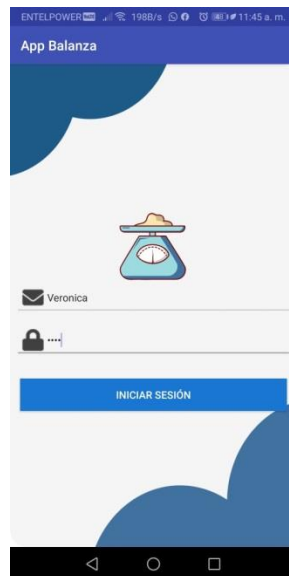 ENTELPOWER 198B/s 11:45 a. m.
App Balanza
Veronica
••••
INICIAR SESIÓN